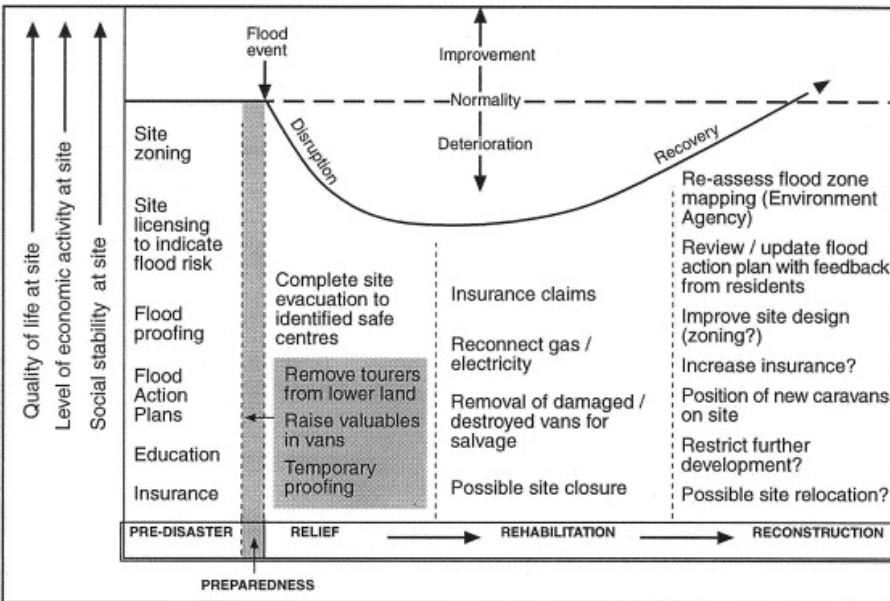 Quality of life at site
Level of economic activity at site
Social stability at site
Flood
event
Improvement
Normality
Deterioration
Disruption
Recovery
Site
zoning
Site
licensing
to indicate
flood risk
Flood
proofing
Flood
Action
Plans
Education
Insurance
Complete site
evacuation to
identified safe
centres
Remove tourers
from lower land
Raise valuables
in vans
Temporary
proofing
Insurance claims
Reconnect gas /
electricity
Removal of damaged /
destroyed vans for
salvage
Possible site closure
Re-assess flood zone
mapping (Environment
Agency)
Review / update flood
action plan with feedback
from residents
Improve site design
(zoning?)
Increase insurance?
Position of new caravans
on site
Restrict further
development?
Possible site relocation?
PRE-DISASTER
RELIEF
REHABILITATION
RECONSTRUCTION
PREPAREDNESS